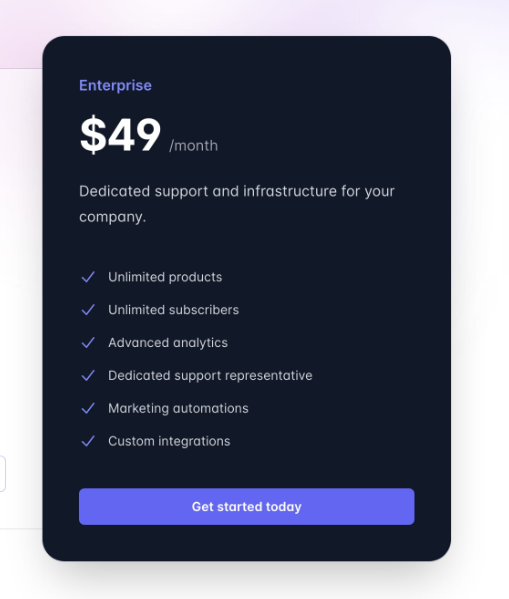 Enterprise
$49 /month
Dedicated support and infrastructure for your
company.
Unlimited products
Unlimited subscribers
Advanced analytics
Dedicated support representative
Marketing automations
Custom integrations
Get started today